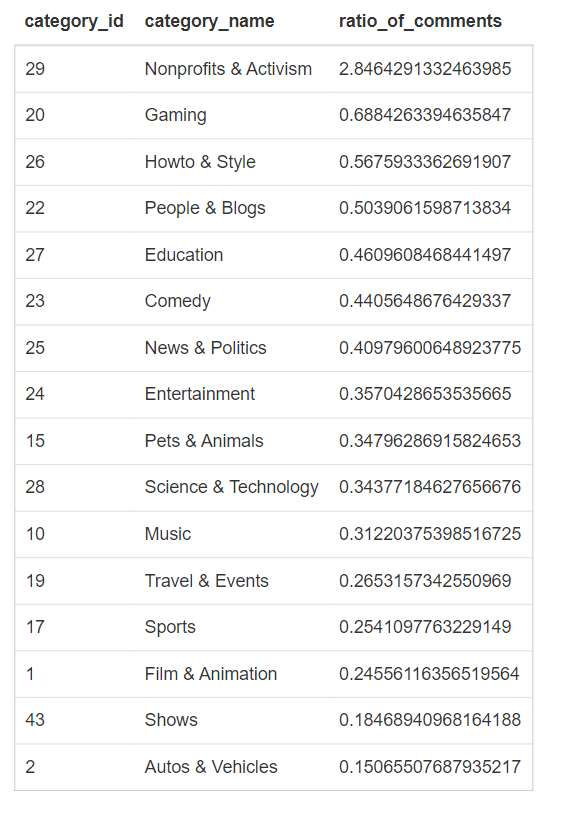 category_id category_name ratio_of_comments
29 Nonprofits & Activism 2.8464291332463985
20 Gaming 0.6884263394635847
26 Howto & Style 0.5675933362691907
22 People & Blogs 0.5039061598713834
27 Education 0.4609608468441497
23 Comedy 0.4405648676429337
25 News & Politics 0.40979600648923775
24 Entertainment 0.3570428653535665
15 Pets & Animals 0.34796286915824653
28 Science & Technology 0.34377184627656676
10 Music 0.31220375398516725
19 Travel & Events 0.2653157342550969
17 Sports 0.2541097763229149
1 Film & Animation 0.24556116356519564
43 Shows 0.18468940968164188
2 Autos & Vehicles 0.15065507687935217